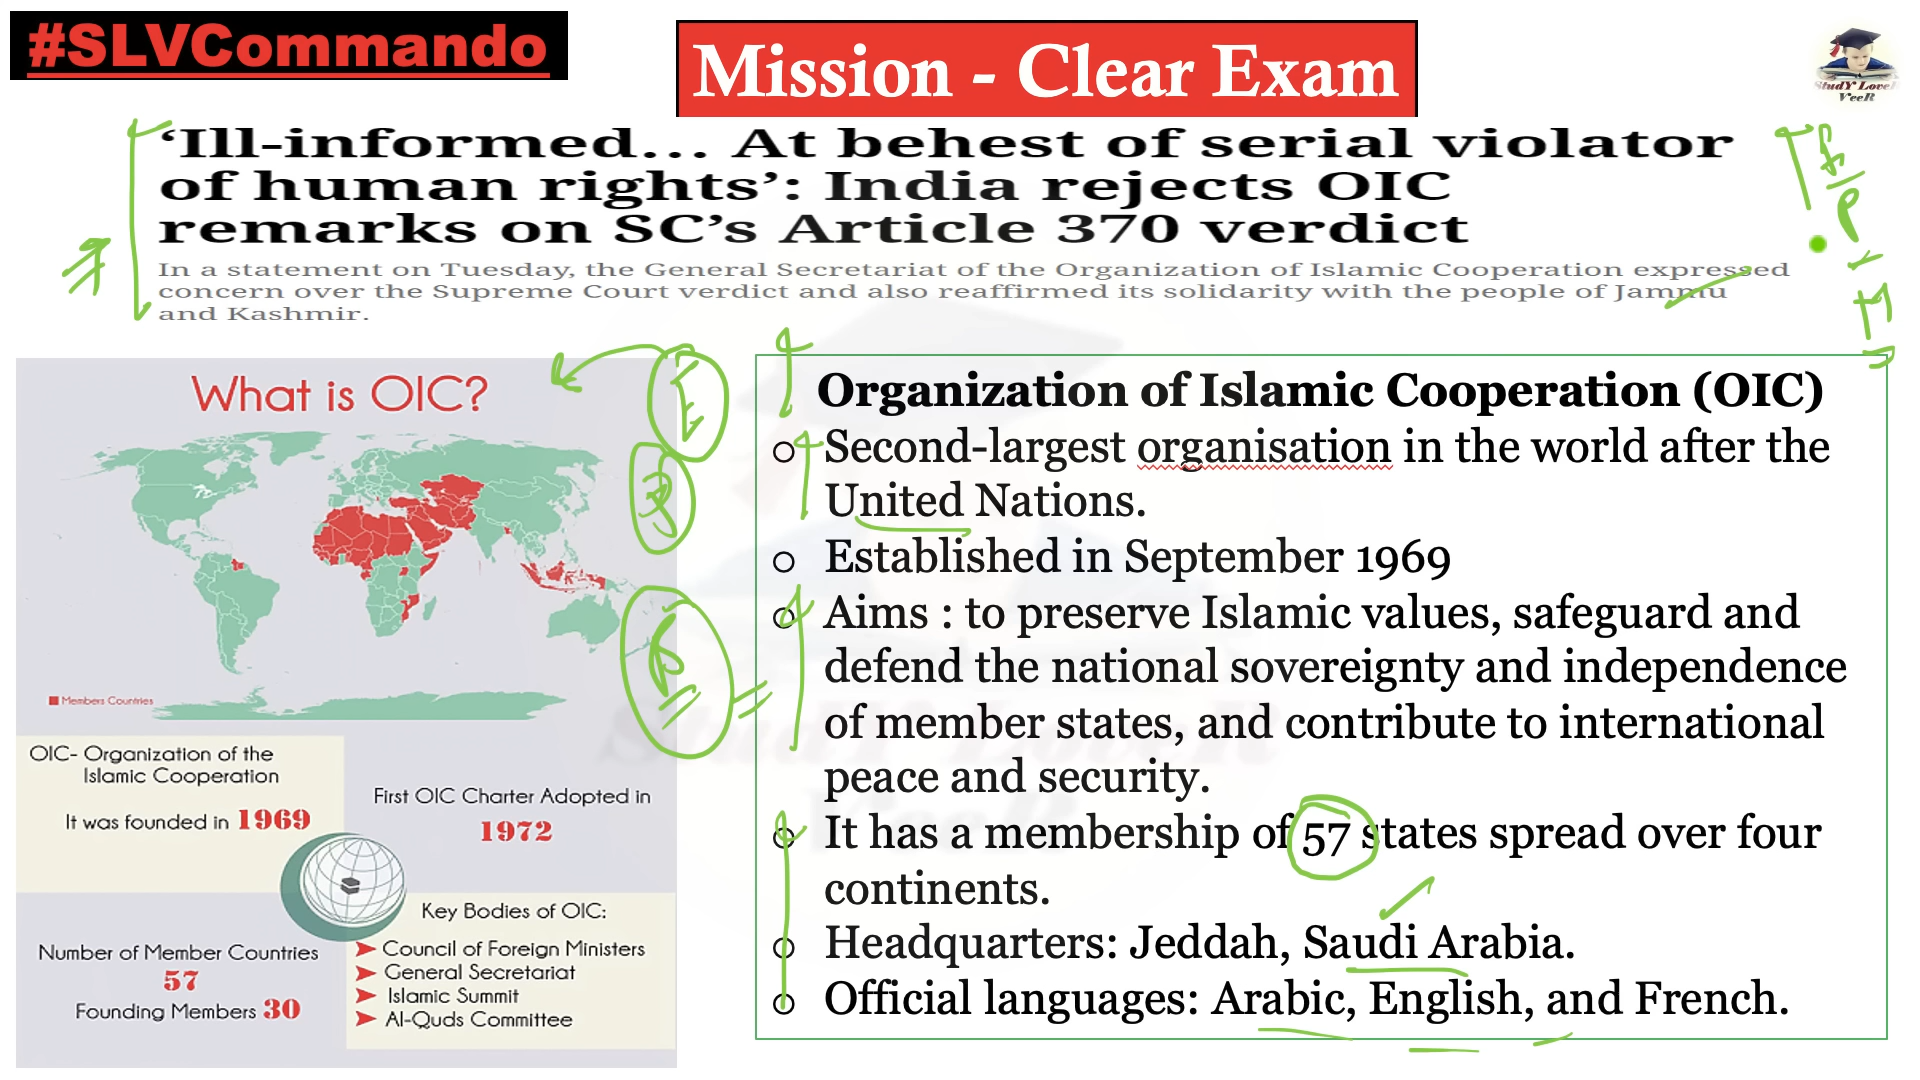 #SLVCommando
Mission - Clear Exam
StudY LoveR
VeeR
‘Ill-informed… At behest of serial violator
of human rights’: India rejects OIC
remarks on SC’s Article 370 verdict
In a statement on Tuesday, the General Secretariat of the Organization of Islamic Cooperation expressed
concern over the Supreme Court verdict and also reaffirmed its solidarity with the people of Jammu
and Kashmir.
What is OIC?
Members Countries
OIC- Organization of the
Islamic Cooperation
It was founded in 1969
First OIC Charter Adopted in
1972
Number of Member Countries
57
Founding Members 30
Key Bodies of OIC:
Council of Foreign Ministers
General Secretariat
Islamic Summit
Al-Quds Committee
Organization of Islamic Cooperation (OIC)
Second-largest organisation in the world after the
United Nations.
Established in September 1969
Aims : to preserve Islamic values, safeguard and
defend the national sovereignty and independence
of member states, and contribute to international
peace and security.
It has a membership of 57 states spread over four
continents.
Headquarters: Jeddah, Saudi Arabia.
Official languages: Arabic, English, and French.
StudY LoveR
VeeR